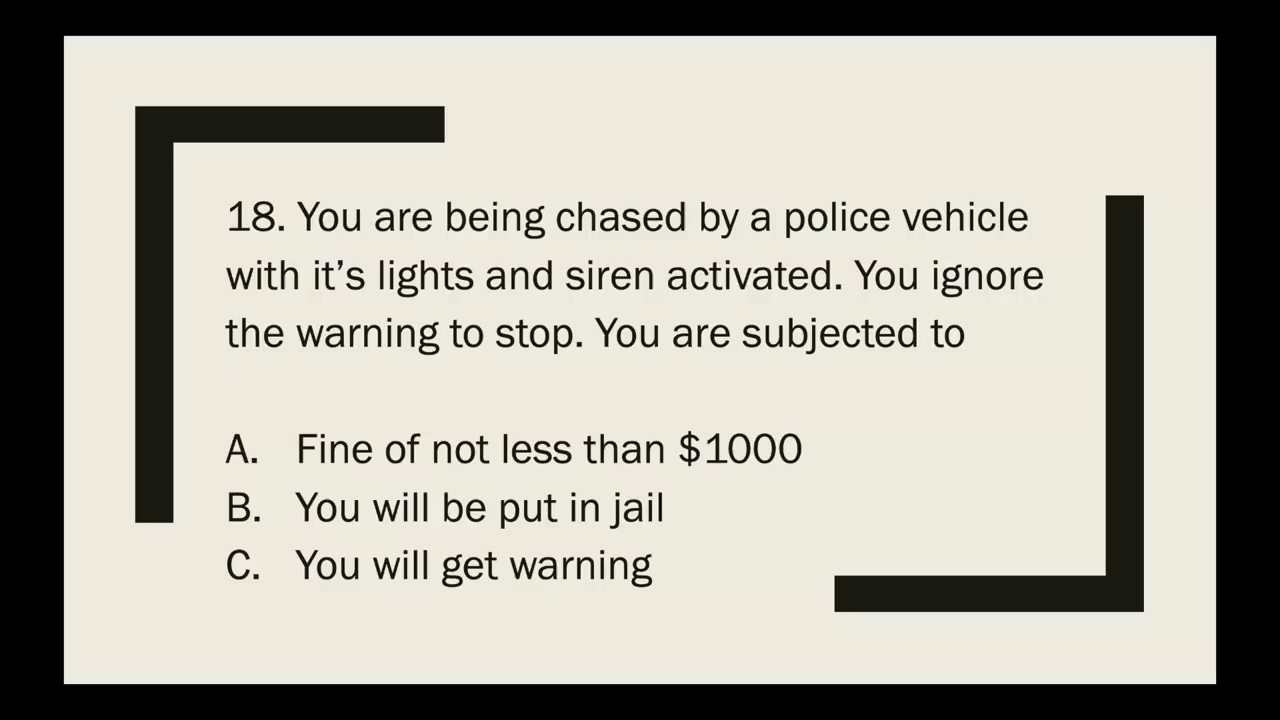 18. You are being chased by a police vehicle
with it’s lights and siren activated. You ignore
the warning to stop. You are subjected to
A. Fine of not less than $1000
B. You will be put in jail
C. You will get warning